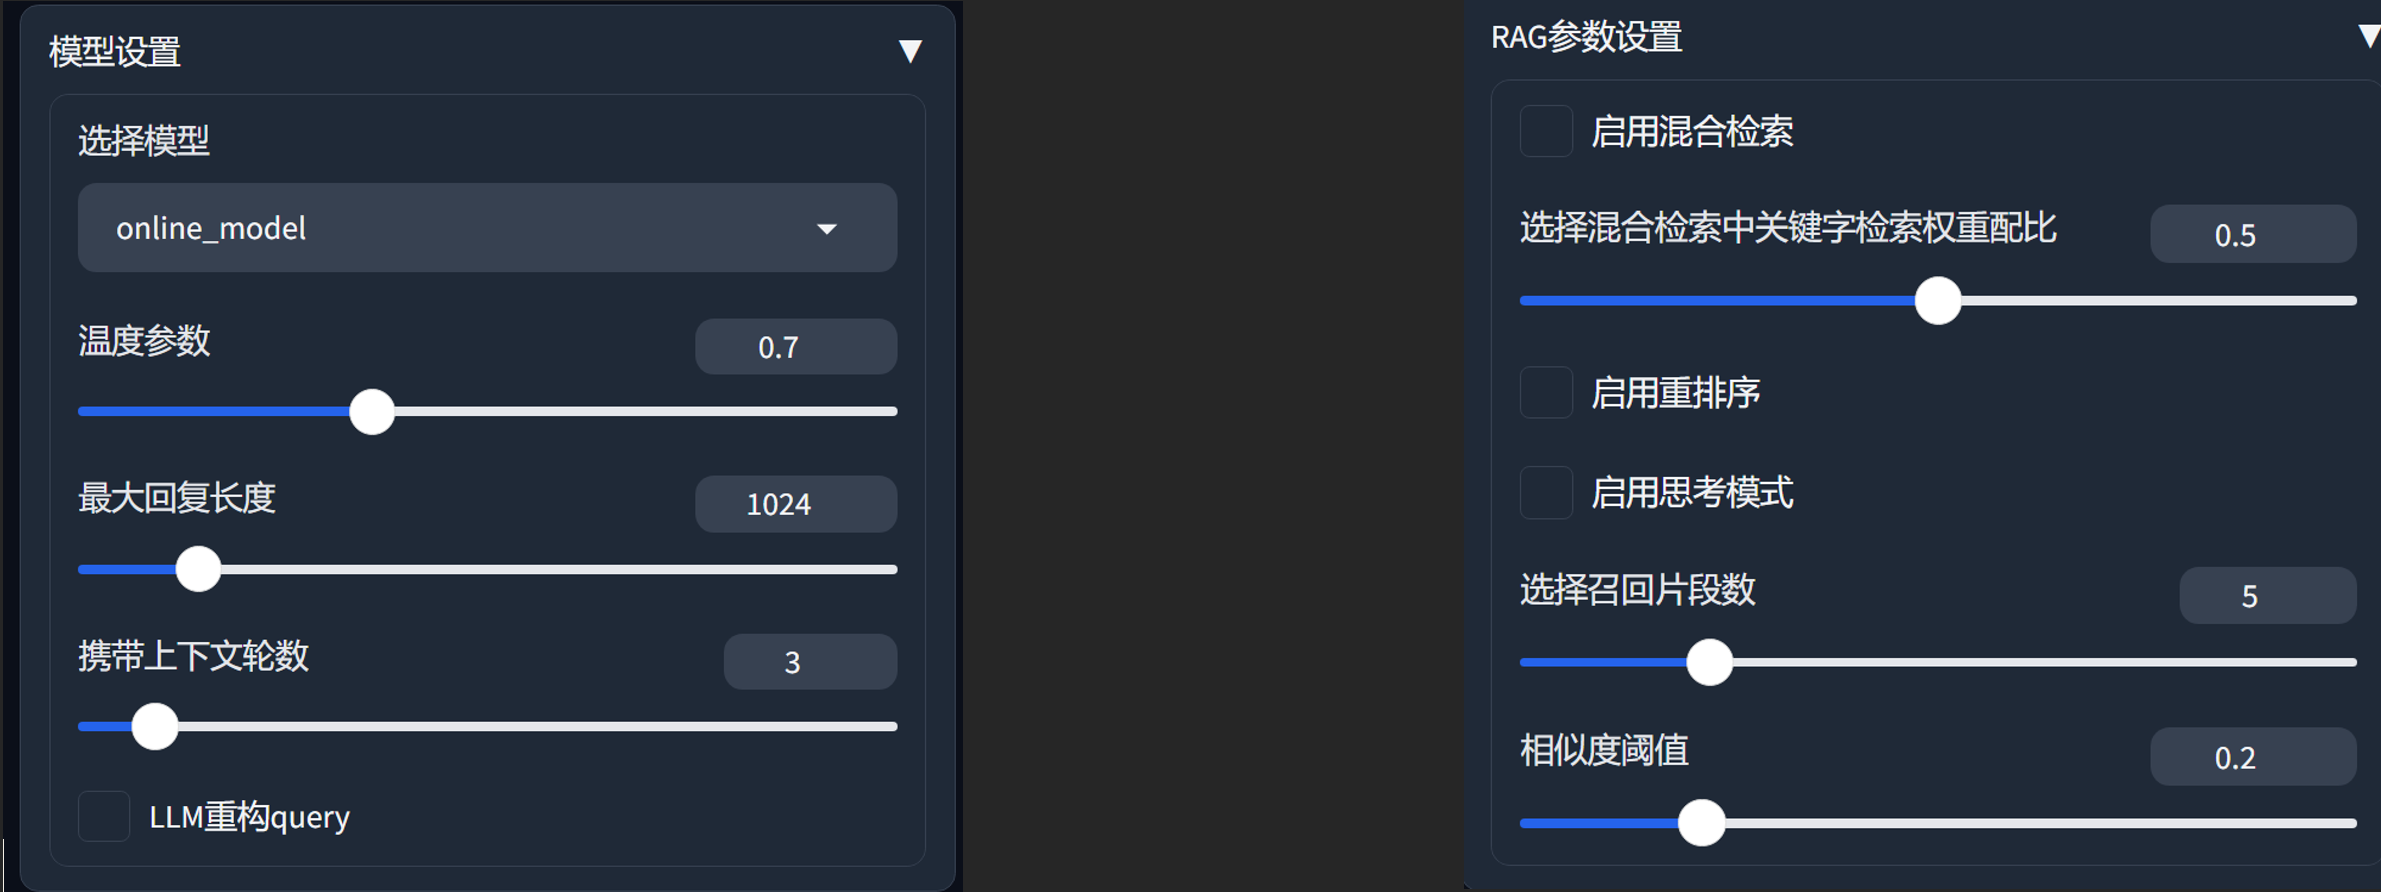 模型设置
选择模型
online_model
温度参数
0.7
最大回复长度
1024
携带上下文轮数
3
LLM重构query
RAG参数设置
启用混合检索
选择混合检索中关键字检索权重配比
0.5
启用重排序
启用思考模式
选择召回片段数
5
相似度阈值
0.2